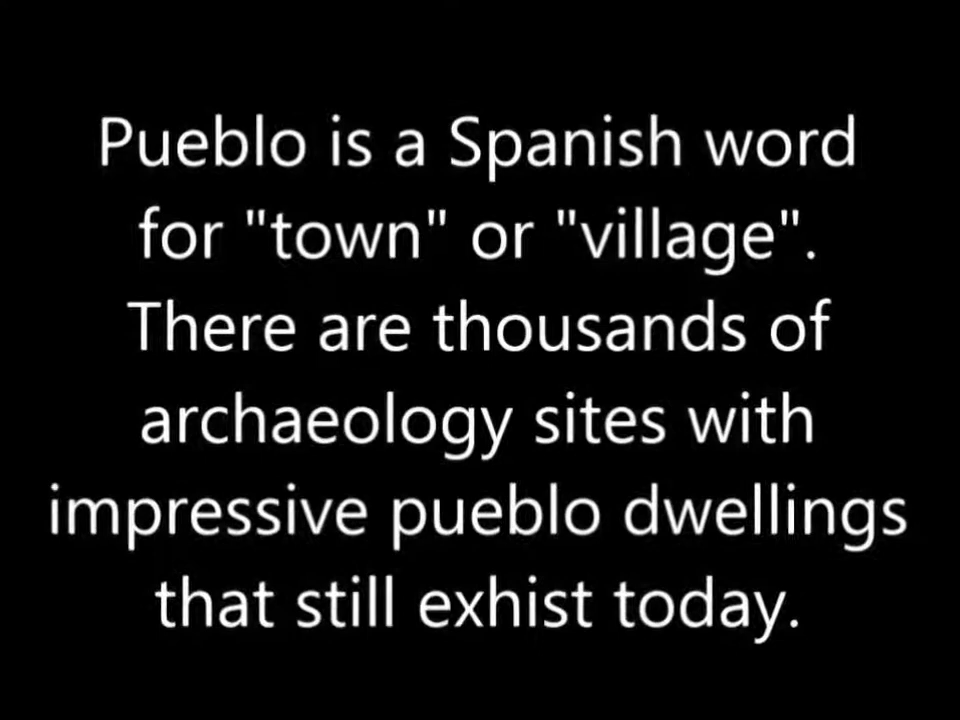 Pueblo is a Spanish word
for "town" or "village".
There are thousands of
archaeology sites with
impressive pueblo dwellings
that still exhist today.